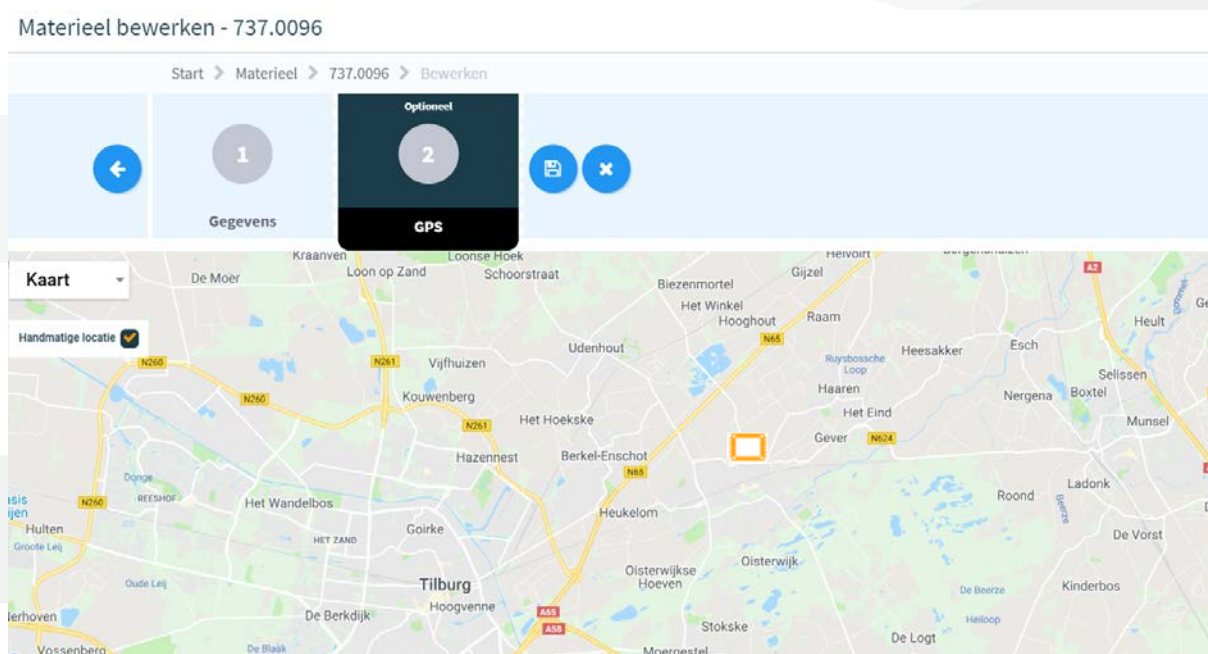 Materieel bewerken - 737.0096
Start > Materieel > 737.0096 > Bewerken
Optioneel
1
2
Gegevens
GPS
Kaart
Handmatige locatie
Kraanven
Loonse Hoek
De Moer
Loon op Zand
Schoorstraat
Biezenmortel
Gijzel
Helvoirt
A2
Het Winkel
Hooghout
Raam
Heult
N65
Udenhout
Esch
Heesakker
Ruysbossche
Loop
N260
N261
Vijfhuizen
Selissen
Haaren
Nergena
Boxtel
N260
Kouwenberg
Het Eind
Munsel
N261
Het Hoekske
Gever
N624
Hazennest
Berkel-Enschot
N65
Donge
REESHOF
N260
Het Wandelbos
Heukelom
Roond
Beerze
Ladonk
Hulten
Groote Leij
HET ZAND
Goirke
De Vorst
Oisterwijk
Oisterwijkse
Hoeven
Oude Leij
Tilburg
De Beerze
Kinderbos
De Berkdijk
Hoogvenne
A65
A58
Stokske
Heiloop
De Logt
Vossenberg
De Blaak
Moergestel